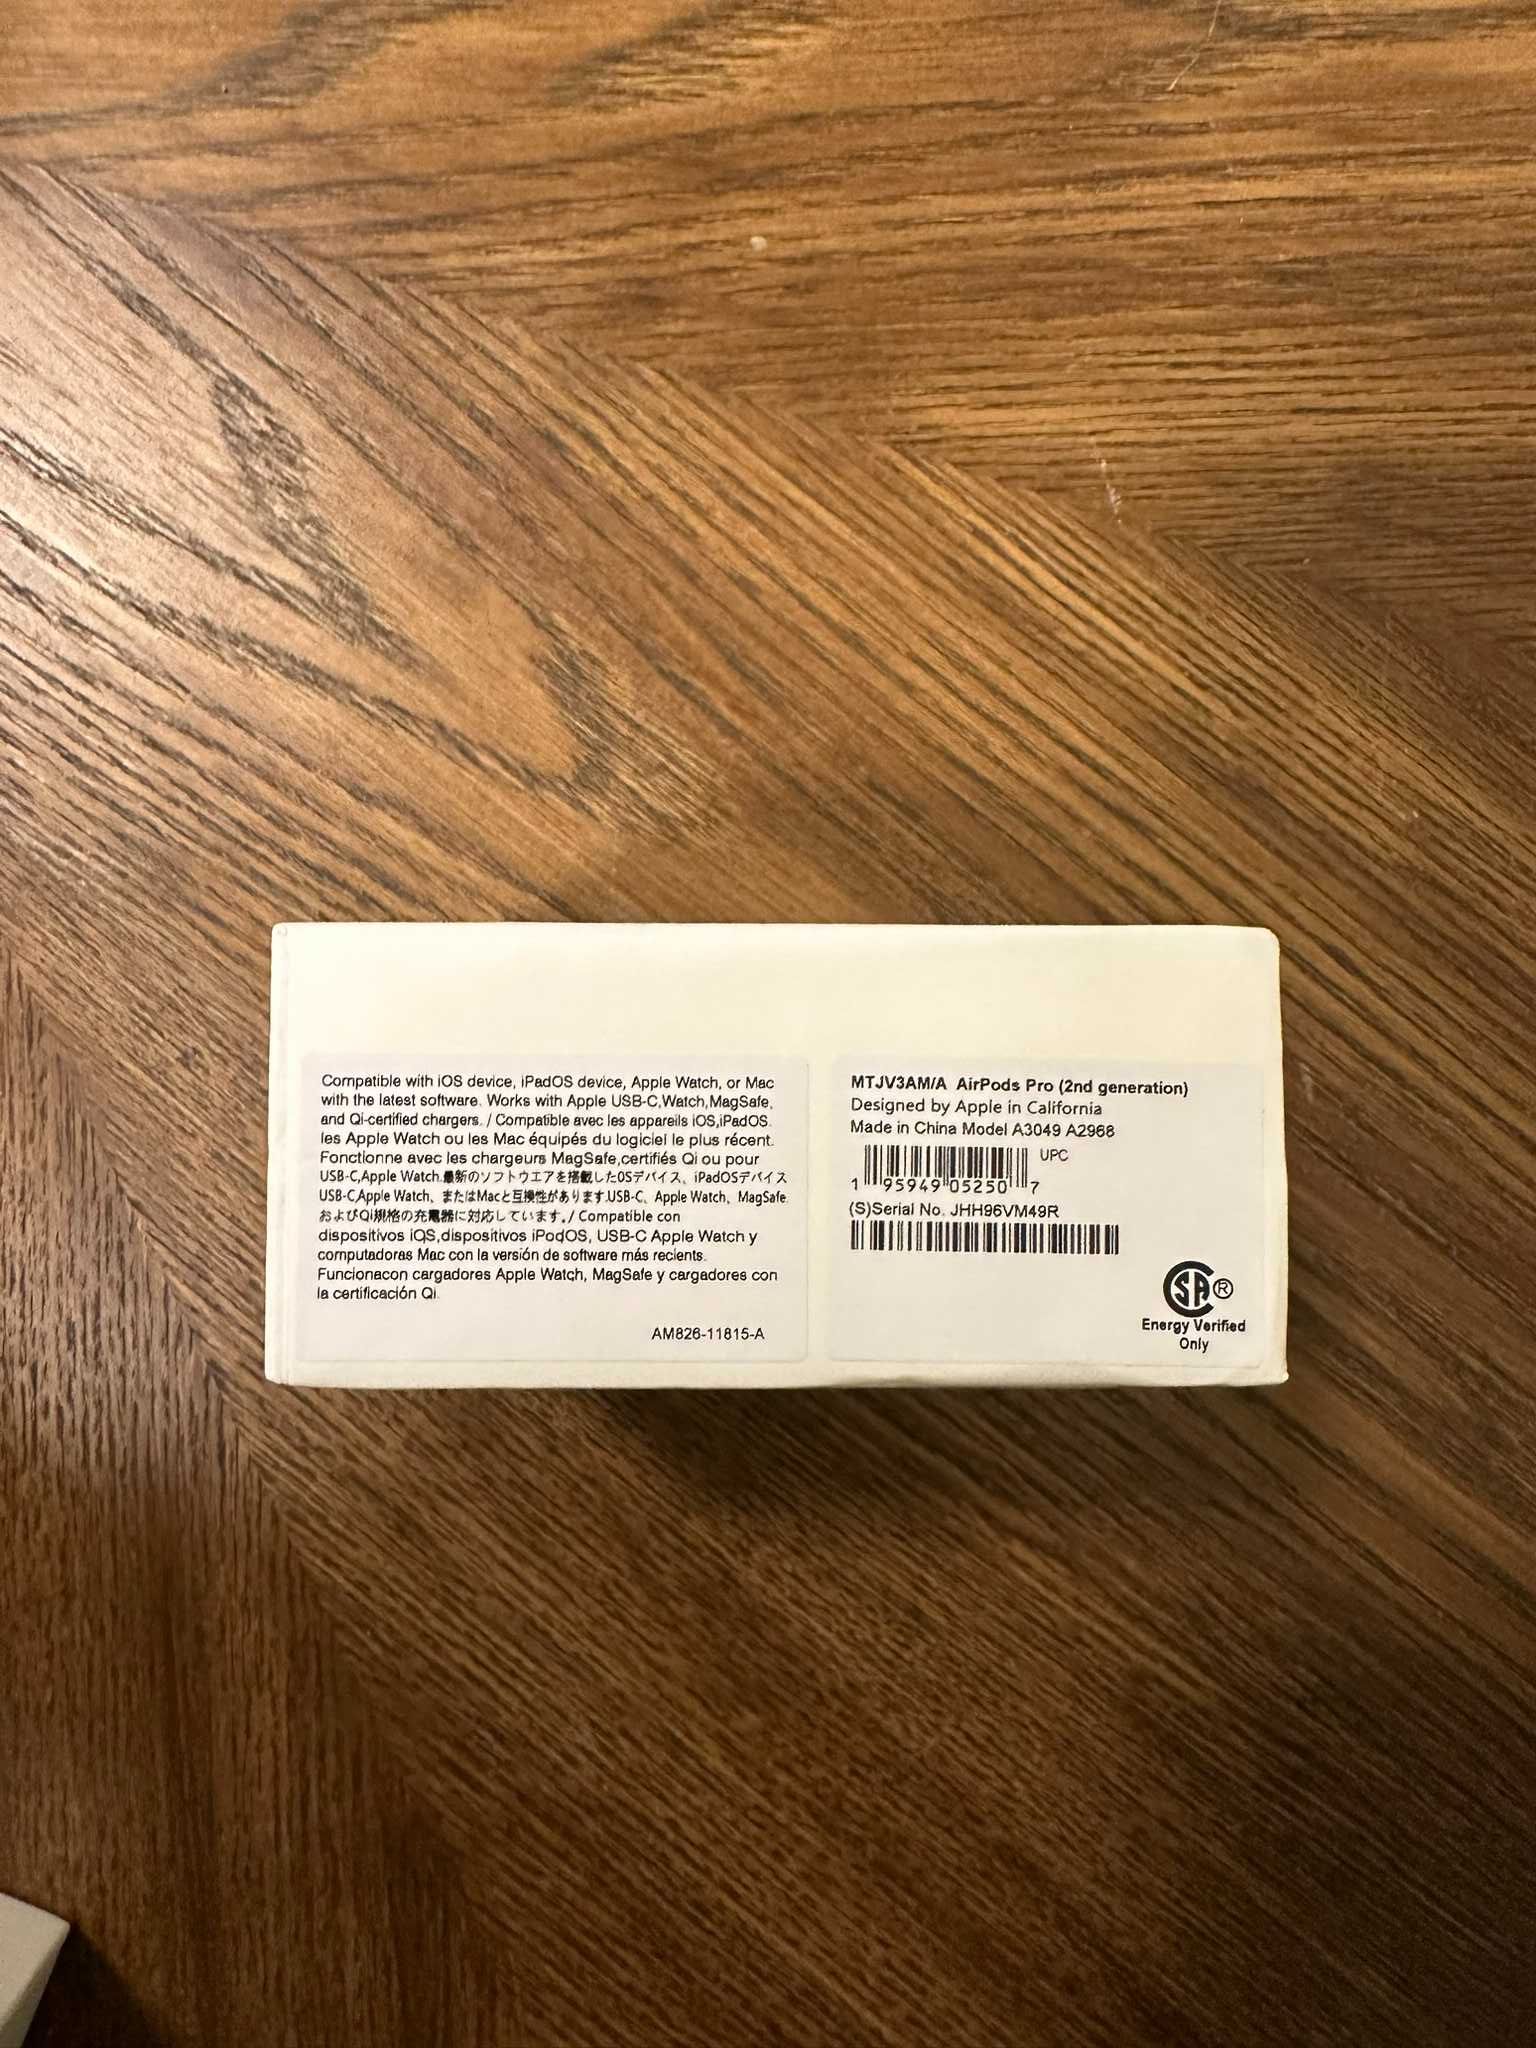 Compatible with iOS device, iPadOS device, Apple Watch, or Mac
with the latest software. Works with Apple USB-C,Watch,MagSafe,
and Qi-certified chargers. / Compatible avec les appareils iOS,iPadOS.
les Apple Watch ou les Mac équipés du logiciel le plus récent.
Fonctionne avec les chargeurs MagSafe,certifiés Qi ou pour
USB-C,Apple Watch.最新のソフトウエアを搭載したOSデバイス、iPadOSデバイス
USB-C,Apple Watch、またはMacと互換性があります.USB-C、Apple Watch、MagSafe
およびQi規格の充電器に対応しています。/ Compatible con
dispositivos iOS,dispositivos iPodOS, USB-C Apple Watch y
computadoras Mac con la versión de software más recients.
Funcionacon cargadores Apple Watch, MagSafe y cargadores con
la certificación Qi.
AM826-11815-A
MTJV3AM/A AirPods Pro (2nd generation)
Designed by Apple in California
Made in China Model A3049 A2968
UPC
1 95949 05250 7
(S)Serial No. JHH96VM49R
SA®
Energy Verified
Only